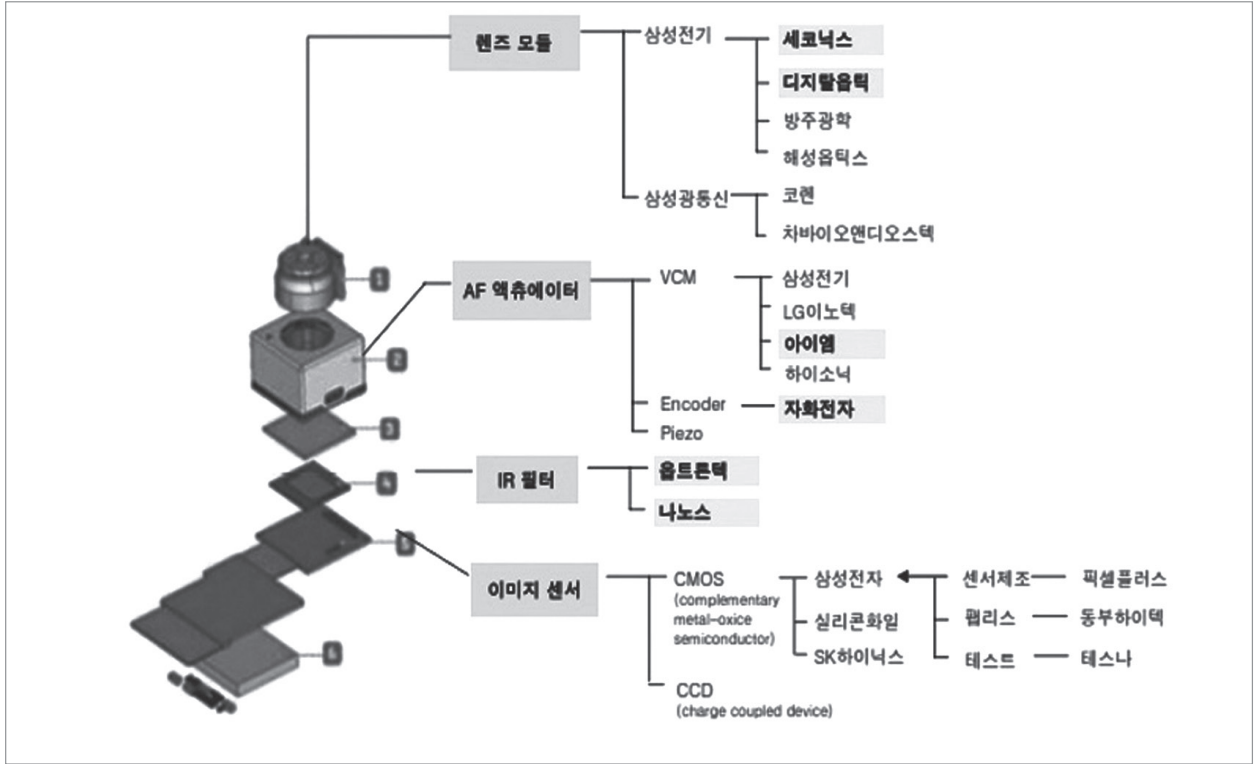 렌즈 모듈
삼성전기
세코닉스
디지탈옵틱
방주광학
해성옵틱스
삼성광통신
코렌
차바이오앤디오스텍
1
AF 액츄에이터
VCM
삼성전기
LG이노텍
아이엠
하이소닉
2
Encoder
자화전자
Piezo
3
IR 필터
옵트론텍
나노스
4
이미지 센서
CMOS
(complementary
metal-oxice
semiconductor)
삼성전자
센서제조
픽셀플러스
실리콘화일
팹리스
동부하이텍
SK하이닉스
테스트
테스나
CCD
(charge coupled device)